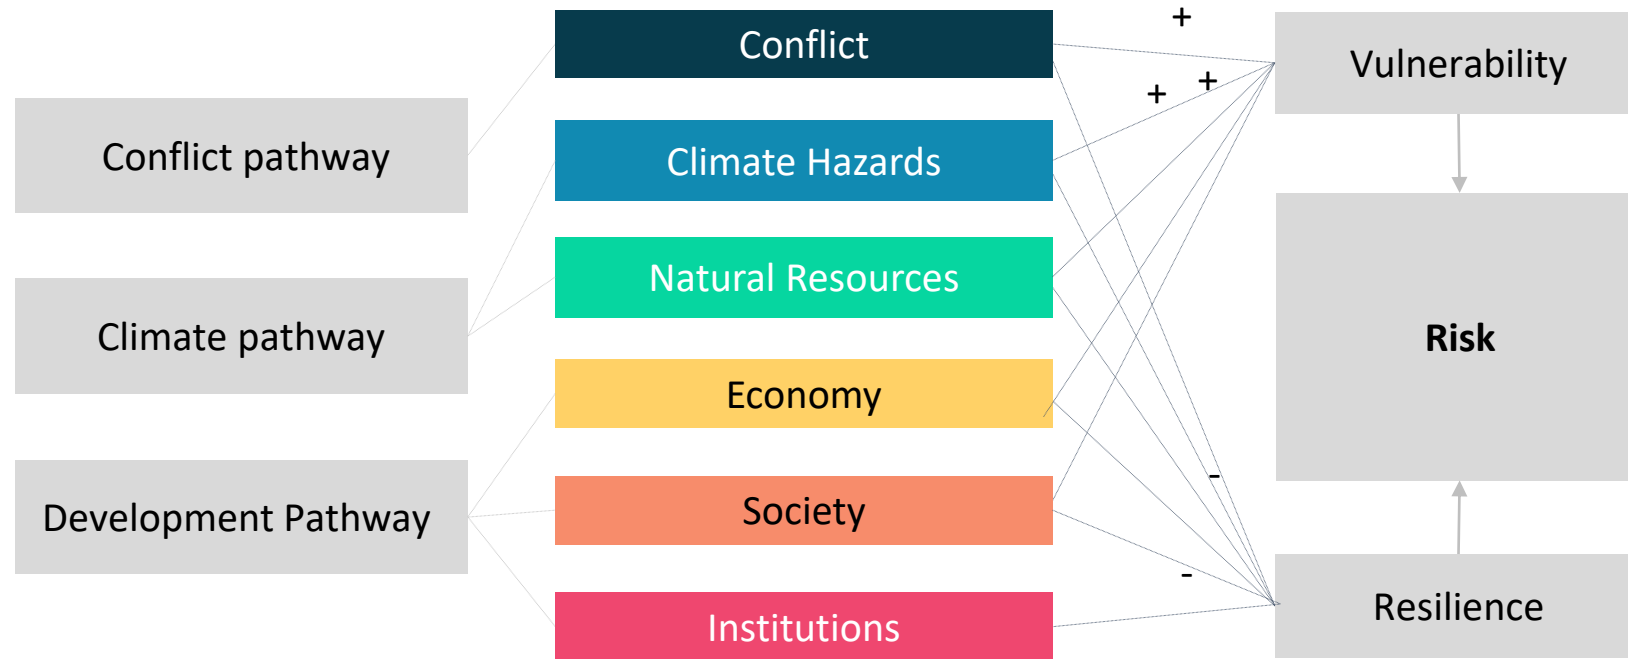 Conflict pathway
Climate pathway
Development Pathway
Conflict
Climate Hazards
Natural Resources
Economy
Society
Institutions
+
+
+
-
-
Vulnerability
Risk
Resilience